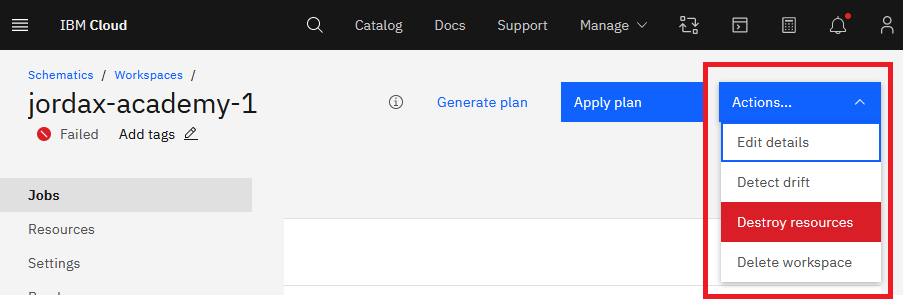 IBM Cloud Catalog Docs Support Manage
Schematics / Workspaces /
jordax-academy-1
Generate plan Apply plan Actions...
Failed Add tags
Edit details
Detect drift
Jobs
Destroy resources
Resources
Settings
Delete workspace